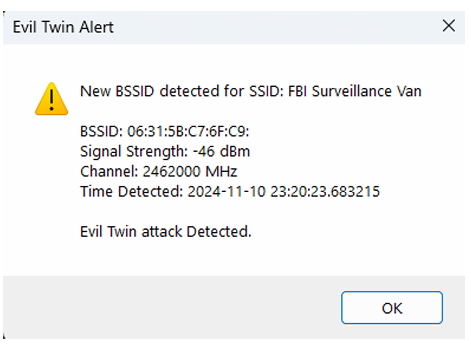 Evil Twin Alert
New BSSID detected for SSID: FBI Surveillance Van
BSSID: 06:31:5B:C7:6F:C9:
Signal Strength: -46 dBm
Channel: 2462000 MHz
Time Detected: 2024-11-10 23:20:23.683215
Evil Twin attack Detected.
OK